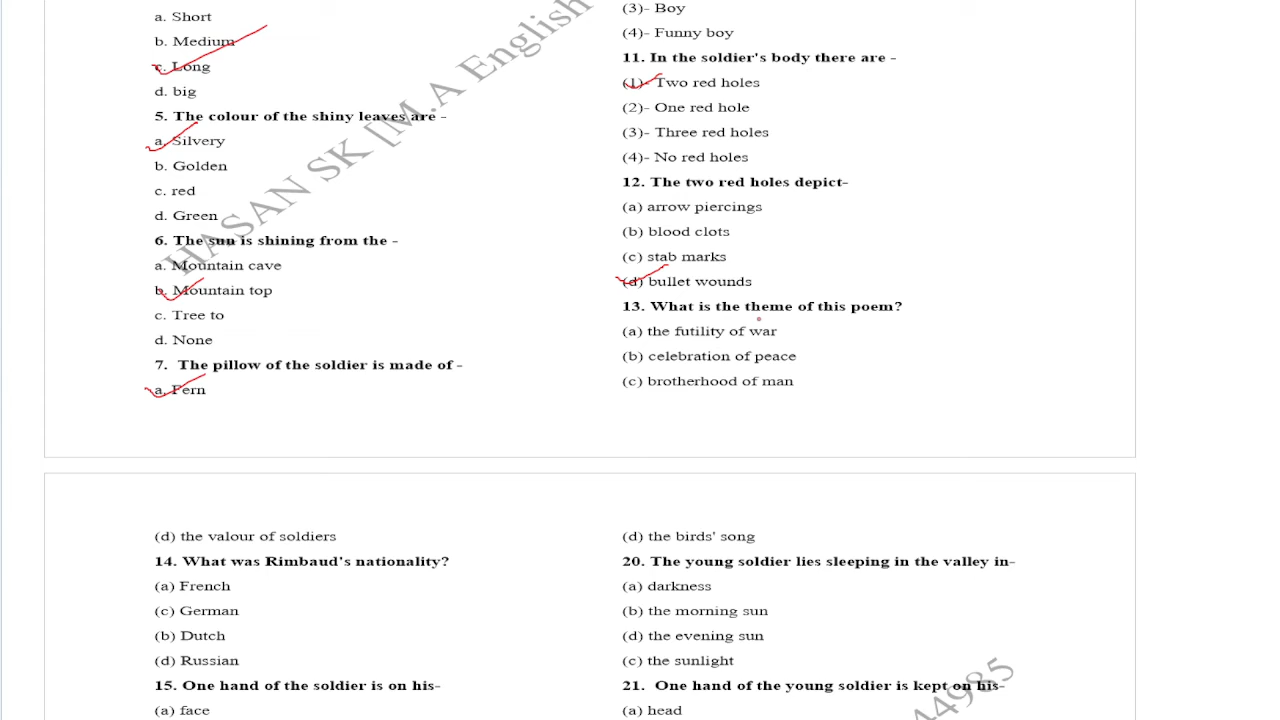 a. Short
b. Medium
c. Long
d. big
5. The colour of the shiny leaves are -
a. Silvery
b. Golden
c. red
d. Green
6. The sun is shining from the -
a. Mountain cave
b. Mountain top
c. Tree to
d. None
7. The pillow of the soldier is made of -
a. Fern
(3)- Boy
(4)- Funny boy
11. In the soldier's body there are -
(1)- Two red holes
(2)- One red hole
(3)- Three red holes
(4)- No red holes
12. The two red holes depict-
(a) arrow piercings
(b) blood clots
(c) stab marks
(d) bullet wounds
13. What is the theme of this poem?
(a) the futility of war
(b) celebration of peace
(c) brotherhood of man
HASAN SK [M.A English
(d) the valour of soldiers
14. What was Rimbaud's nationality?
(a) French
(c) German
(b) Dutch
(d) Russian
15. One hand of the soldier is on his-
(a) face
(d) the birds' song
20. The young soldier lies sleeping in the valley in-
(a) darkness
(b) the morning sun
(d) the evening sun
(c) the sunlight
21. One hand of the young soldier is kept on his-
(a) head
44985